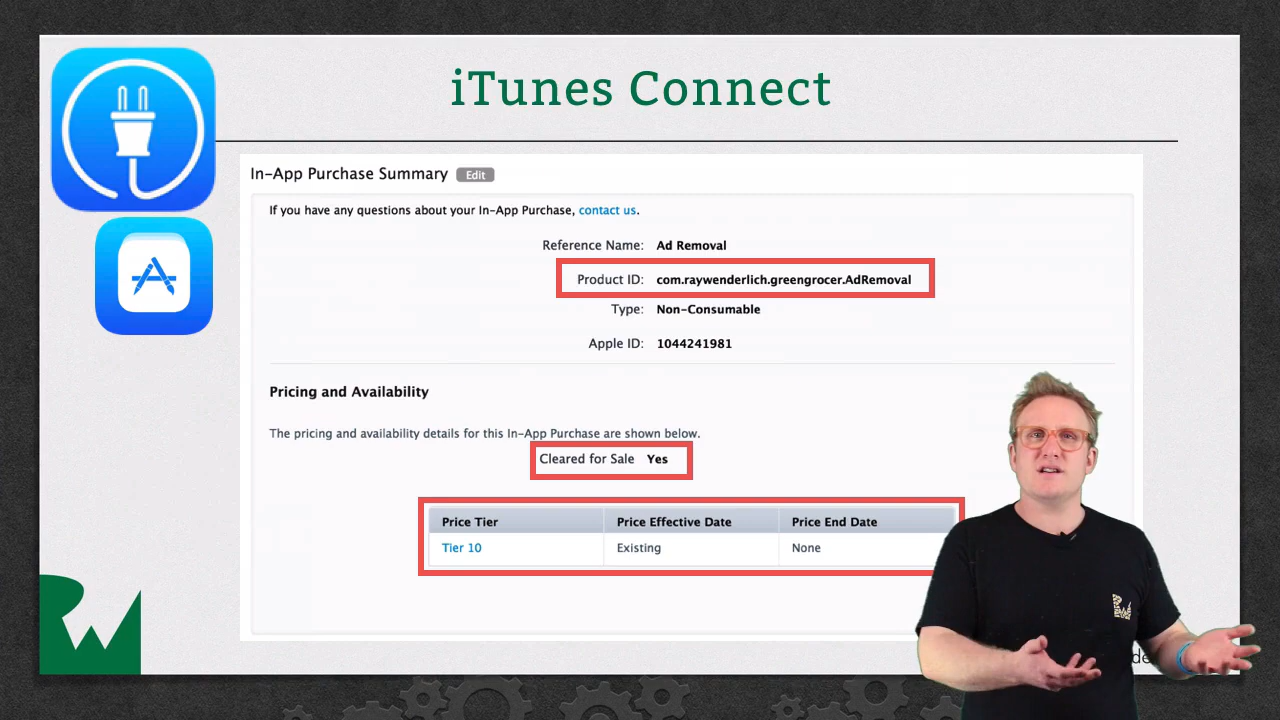 iTunes Connect
In-App Purchase Summary Edit
If you have any questions about your In-App Purchase, contact us.
Reference Name: Ad Removal
Product ID: com.raywenderlich.greengrocer.AdRemoval
Type: Non-Consumable
Apple ID: 1044241981
Pricing and Availability
The pricing and availability details for this In-App Purchase are shown below.
Cleared for Sale Yes
Price Tier Price Effective Date Price End Date
Tier 10 Existing None
RW
RW